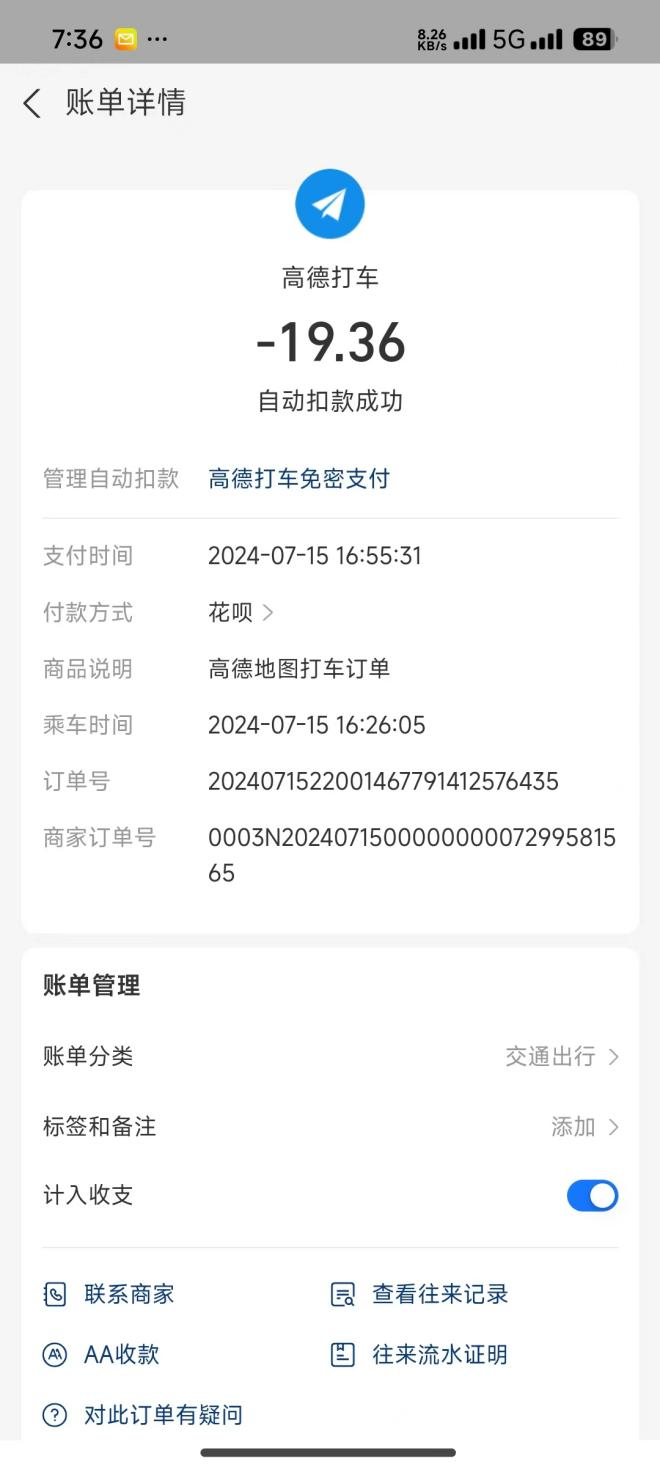 7:36 ··· 8.26 KB/s 5G 89
账单详情
高德打车
-19.36
自动扣款成功
管理自动扣款 高德打车免密支付
支付时间 2024-07-15 16:55:31
付款方式 花呗
商品说明 高德地图打车订单
乘车时间 2024-07-15 16:26:05
订单号 2024071522001467791412576435
商家订单号 0003N2024071500000000072995815
65
账单管理
账单分类 交通出行
标签和备注 添加
计入收支
联系商家 查看往来记录
AA收款 往来流水证明
对此订单有疑问